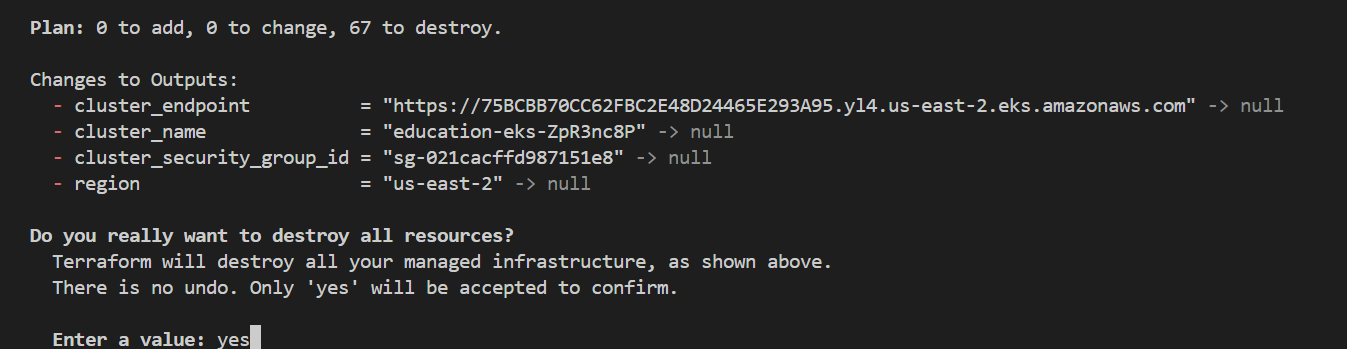 Plan: 0 to add, 0 to change, 67 to destroy.
Changes to Outputs:
- cluster_endpoint = "https://75BCBB70CC62FBC2E48D24465E293A95.yl4.us-east-2.eks.amazonaws.com" -> null
- cluster_name = "education-eks-ZpR3nc8P" -> null
- cluster_security_group_id = "sg-021cacffd987151e8" -> null
- region = "us-east-2" -> null
Do you really want to destroy all resources?
Terraform will destroy all your managed infrastructure, as shown above.
There is no undo. Only 'yes' will be accepted to confirm.
Enter a value: yes